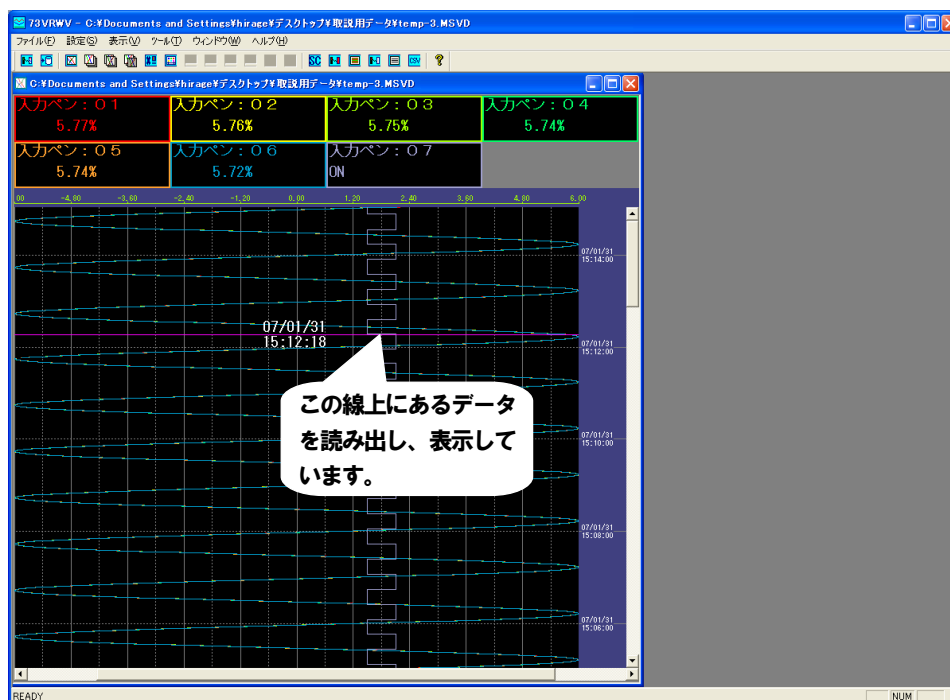 73VRWV - C:¥Documents and Settings¥hirage¥デスクトップ¥取説用データ¥temp-3.MSVD
ファイル(F) 設定(S) 表示(V) ツール(T) ウィンドウ(W) ヘルプ(H)
SC CSV ?
C:¥Documents and Settings¥hirage¥デスクトップ¥取説用データ¥temp-3.MSVD
入力ペン：０１ 入力ペン：０２ 入力ペン：０３ 入力ペン：０４
5.77% 5.76% 5.75% 5.74%
入力ペン：０５ 入力ペン：０６ 入力ペン：０７
5.74% 5.72% ON
00 -4,80 -3,60 -2,40 -1,20 0,00 1,20 2,40 3,60 4,80 6,00
07/01/31
15:14:00
07/01/31
15:12:18
07/01/31
15:12:00
この線上にあるデータ
を読み出し、表示して
います。
07/01/31
15:10:00
07/01/31
15:08:00
07/01/31
15:06:00
READY NUM